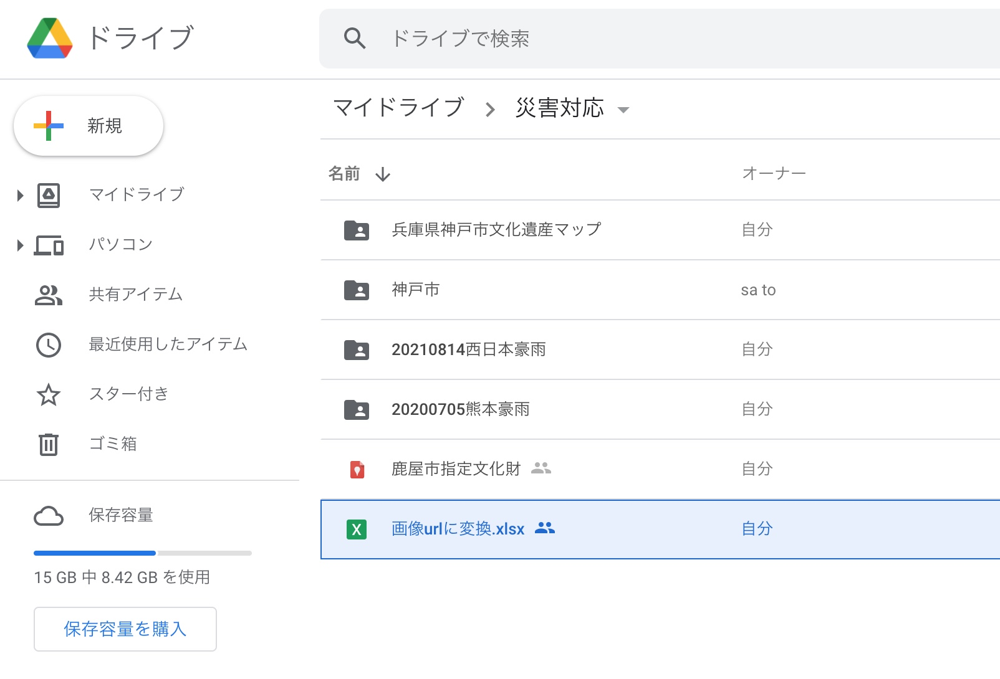 ドライブ
ドライブで検索
新規
マイドライブ
パソコン
共有アイテム
最近使用したアイテム
スター付き
ゴミ箱
保存容量
15 GB 中 8.42 GB を使用
保存容量を購入
マイドライブ 災害対応
名前 オーナー
兵庫県神戸市文化遺産マップ 自分
神戸市 sa to
20210814西日本豪雨 自分
20200705熊本豪雨 自分
鹿屋市指定文化財 自分
X 画像urlに変換.xlsx 自分